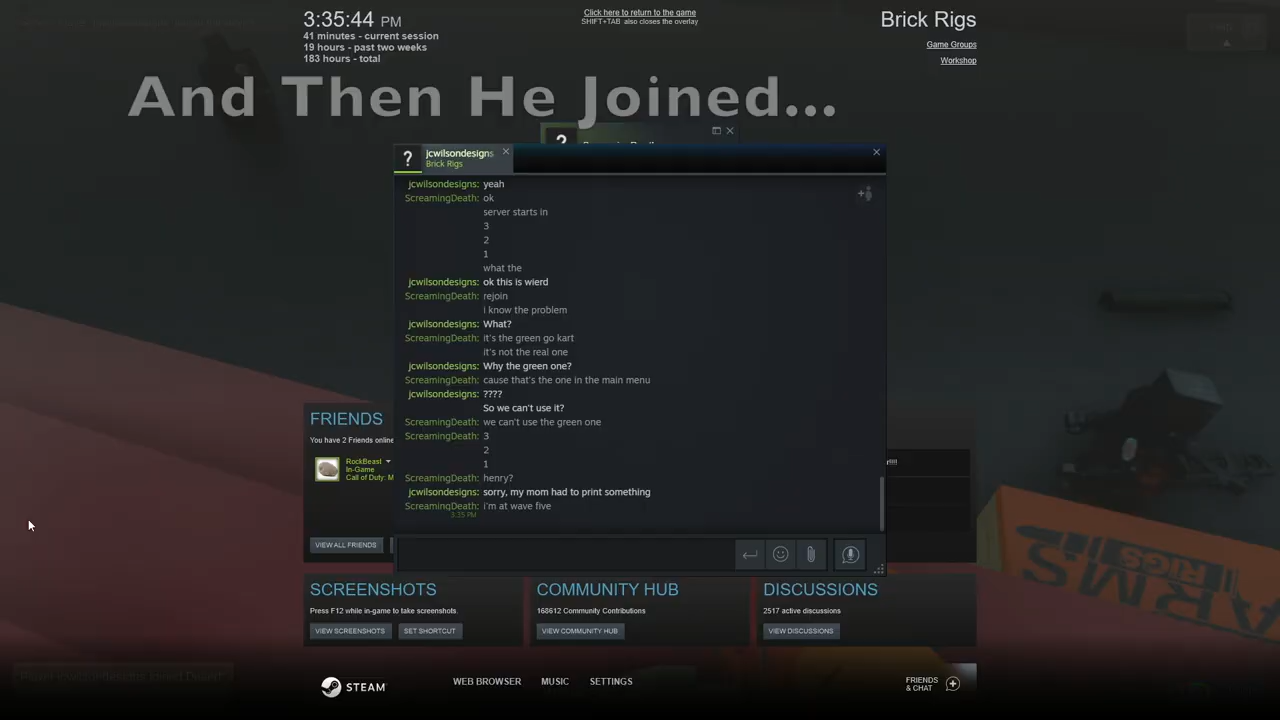 3:35:44 PM
41 minutes - current session
19 hours - past two weeks
183 hours - total
Click here to return to the game
SHIFT+TAB also closes the overlay
Brick Rigs
Game Groups
Workshop
And Then He Joined...
?
jcwilsondesigns
Brick Rigs
jcwilsondesigns: yeah
ScreamingDeath: ok
server starts in
3
2
1
what the
jcwilsondesigns: ok this is wierd
ScreamingDeath: rejoin
i know the problem
jcwilsondesigns: What?
ScreamingDeath: it's the green go kart
it's not the real one
jcwilsondesigns: Why the green one?
ScreamingDeath: cause that's the one in the main menu
jcwilsondesigns: ????
So we can't use it?
ScreamingDeath: we can't use the green one
ScreamingDeath: 3
2
1
ScreamingDeath: henry?
jcwilsondesigns: sorry, my mom had to print something
ScreamingDeath: i'm at wave five
3:35 PM
FRIENDS
You have 2 Friends online
RockBeast
In-Game
Call of Duty: M
VIEW ALL FRIENDS
SCREENSHOTS
Press F12 while in-game to take screenshots.
VIEW SCREENSHOTS
SET SHORTCUT
COMMUNITY HUB
168612 Community Contributions
VIEW COMMUNITY HUB
DISCUSSIONS
2517 active discussions
VIEW DISCUSSIONS
RIGS
Player jcwilsondesigns joined Desert
STEAM
WEB BROWSER
MUSIC
SETTINGS
FRIENDS
& CHAT